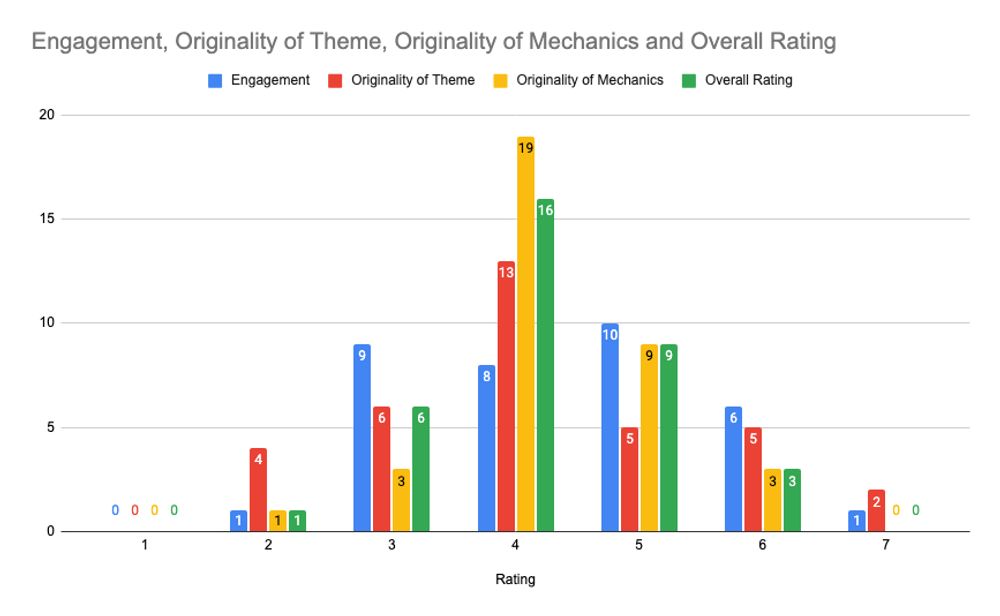 Engagement, Originality of Theme, Originality of Mechanics and Overall Rating
Engagement Originality of Theme Originality of Mechanics Overall Rating
20
19
16
15
13
10
10
9 9 9
8
6 6 6
5
5 5
4
3 3 3
2
1 1 1 1
0 0 0 0 0 0
0
1 2 3 4 5 6 7
Rating